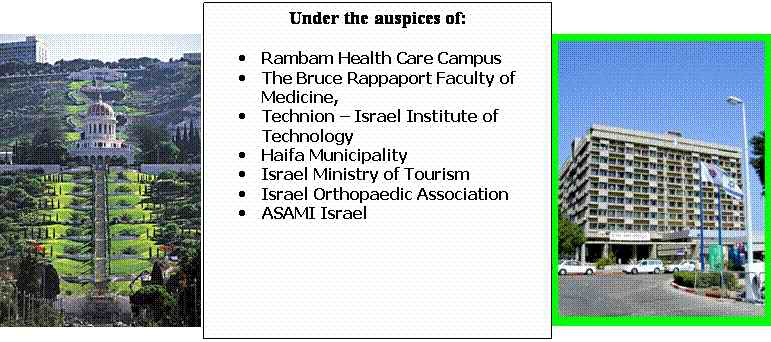 Under the auspices of:
• Rambam Health Care Campus
• The Bruce Rappaport Faculty of
Medicine,
• Technion – Israel Institute of
Technology
• Haifa Municipality
• Israel Ministry of Tourism
• Israel Orthopaedic Association
• ASAMI Israel